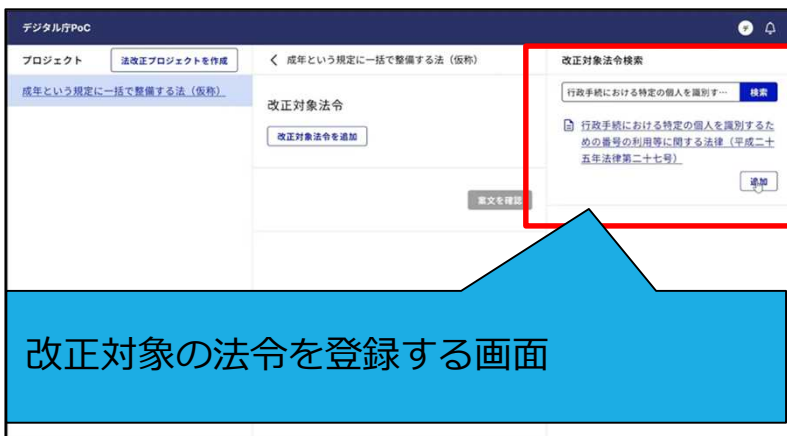 デジタル庁PoC
デ
プロジェクト
法改正プロジェクトを作成
成年という規定に一括で整備する法（仮称）
成年という規定に一括で整備する法（仮称）
改正対象法令
改正対象法令を追加
案文を確認
改正対象法令検索
行政手続における特定の個人を識別す…
検索
行政手続における特定の個人を識別するた
めの番号の利用等に関する法律（平成二十
五年法律第二十七号）
追加
改正対象の法令を登録する画面